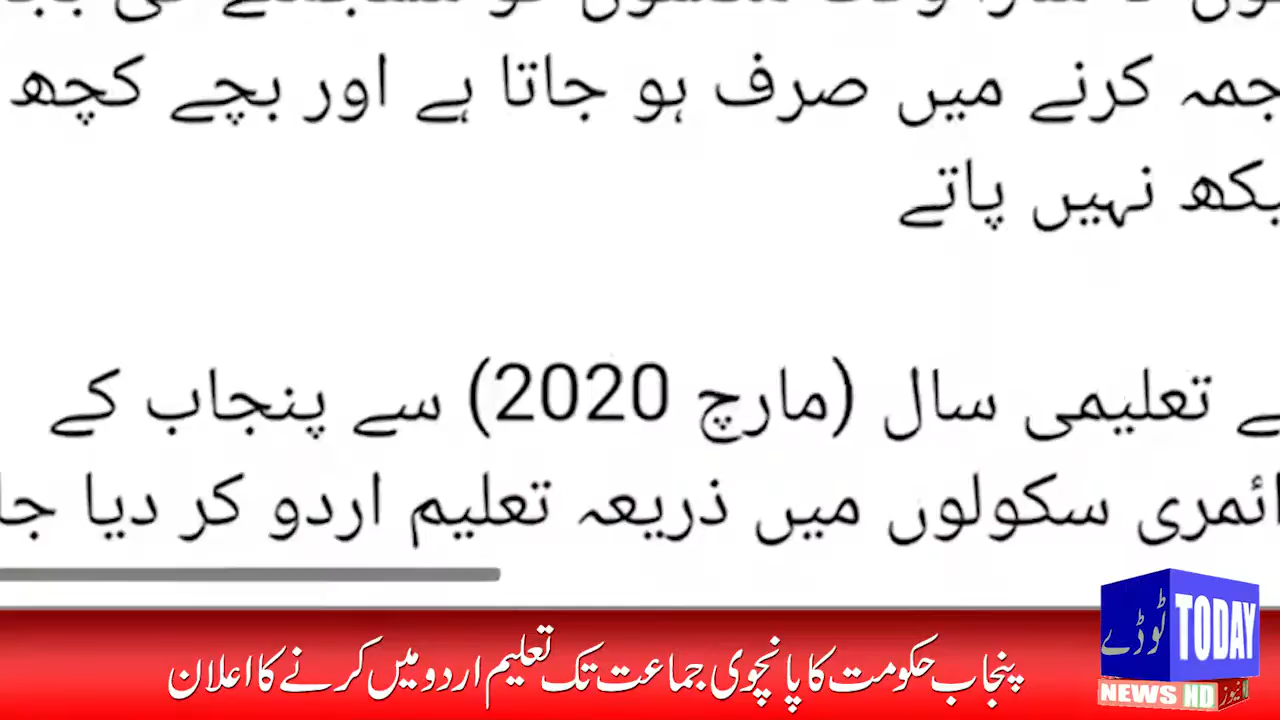 کرنے میں صرف ہو جاتا ہے اور بچے کچھ
نہیں پاتے
تعلیمی سال (مارچ 2020) سے پنجاب کے
سکولوں میں ذریعہ تعلیم اردو کر دیا
ٹوڈے TODAY
NEWS HD نیوز
پنجاب حکومت کا پانچوی جماعت تک تعلیم اردو میں کرنے کا اعلان